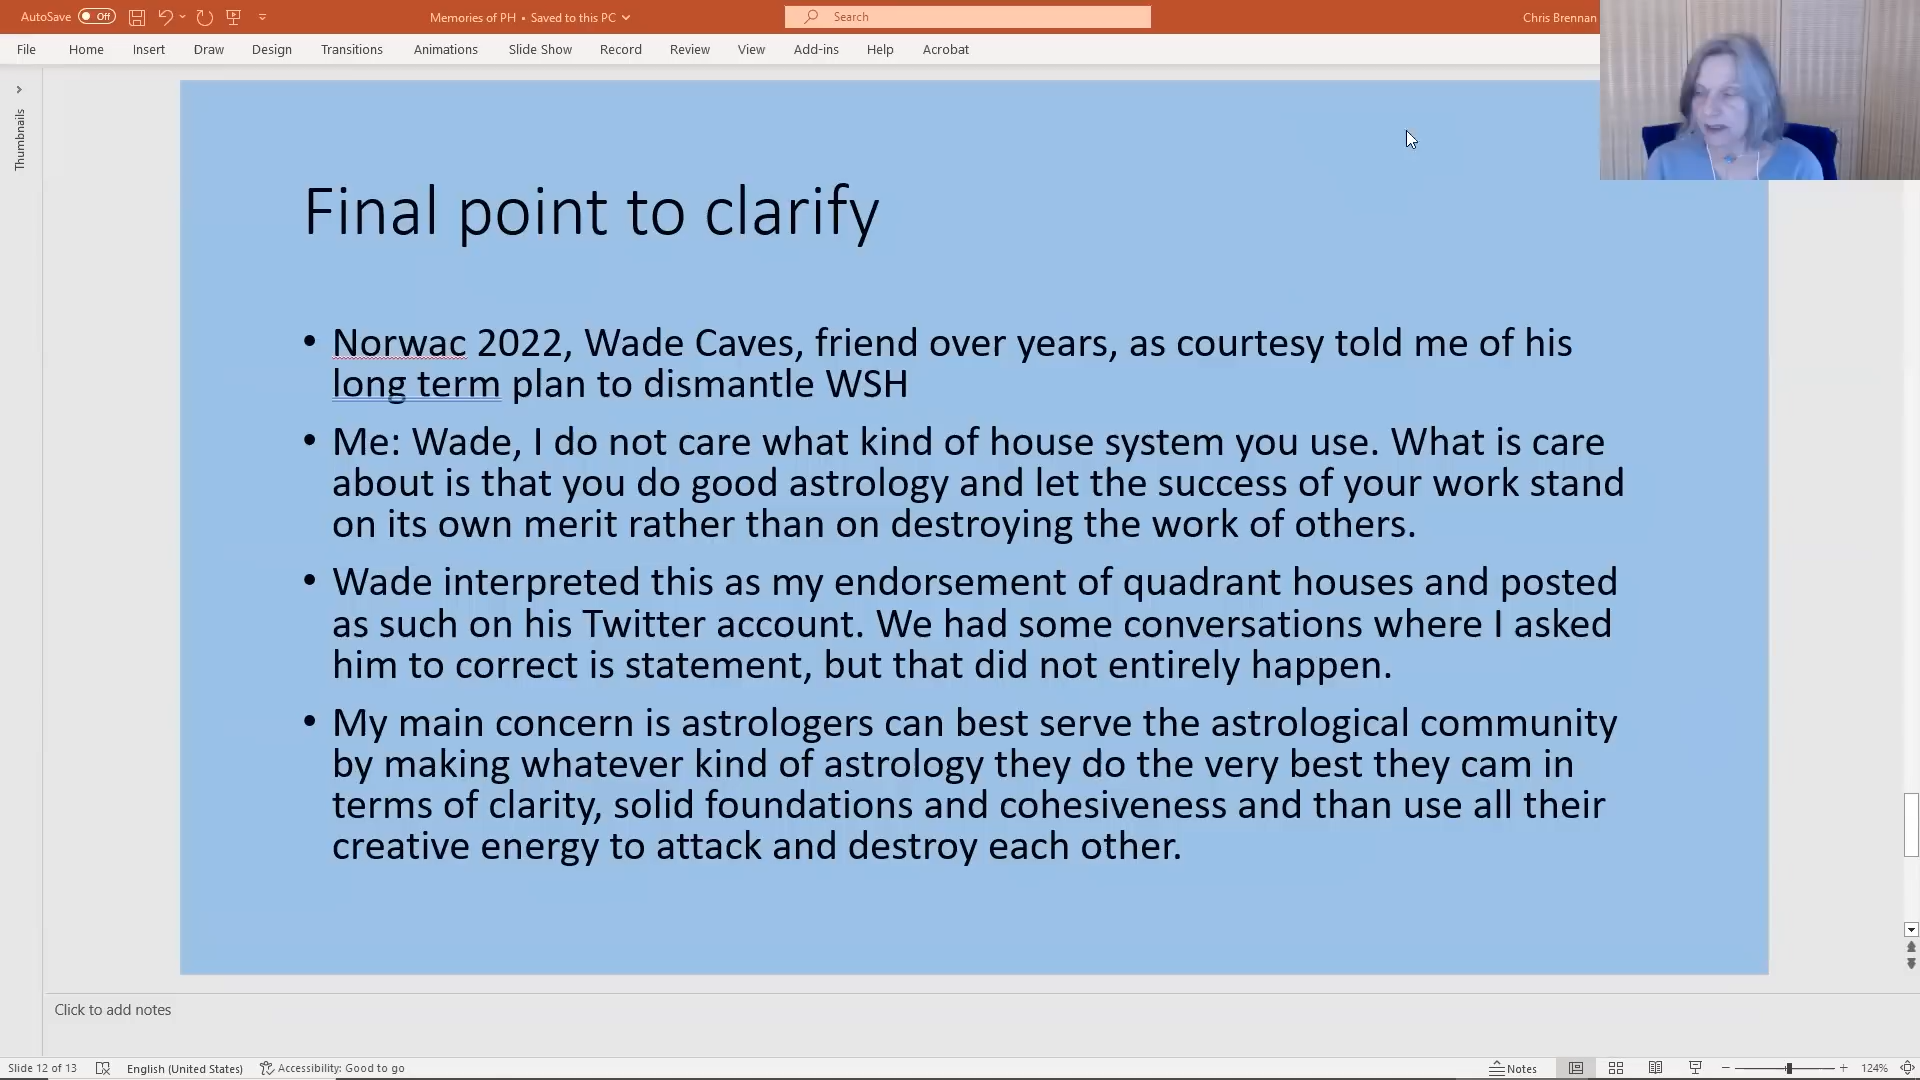 AutoSave Off Memories of PH • Saved to this PC Search Chris Brennan
File Home Insert Draw Design Transitions Animations Slide Show Record Review View Add-ins Help Acrobat
Thumbnails
Final point to clarify
• Norwac 2022, Wade Caves, friend over years, as courtesy told me of his
long term plan to dismantle WSH
• Me: Wade, I do not care what kind of house system you use. What is care
about is that you do good astrology and let the success of your work stand
on its own merit rather than on destroying the work of others.
• Wade interpreted this as my endorsement of quadrant houses and posted
as such on his Twitter account. We had some conversations where I asked
him to correct is statement, but that did not entirely happen.
• My main concern is astrologers can best serve the astrological community
by making whatever kind of astrology they do the very best they cam in
terms of clarity, solid foundations and cohesiveness and than use all their
creative energy to attack and destroy each other.
Click to add notes
Slide 12 of 13 English (United States) Accessibility: Good to go Notes 124%